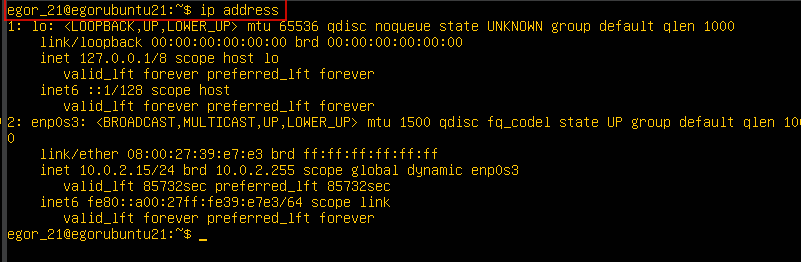 egor_21@egorubuntu21:~$ ip address
1: lo: <LOOPBACK,UP,LOWER_UP> mtu 65536 qdisc noqueue state UNKNOWN group default qlen 1000
link/loopback 00:00:00:00:00:00 brd 00:00:00:00:00:00
inet 127.0.0.1/8 scope host lo
valid_lft forever preferred_lft forever
inet6 ::1/128 scope host
valid_lft forever preferred_lft forever
2: enp0s3: <BROADCAST,MULTICAST,UP,LOWER_UP> mtu 1500 qdisc fq_codel state UP group default qlen 100
0
link/ether 08:00:27:39:e7:e3 brd ff:ff:ff:ff:ff:ff
inet 10.0.2.15/24 brd 10.0.2.255 scope global dynamic enp0s3
valid_lft 85732sec preferred_lft 85732sec
inet6 fe80::a00:27ff:fe39:e7e3/64 scope link
valid_lft forever preferred_lft forever
egor_21@egorubuntu21:~$ _